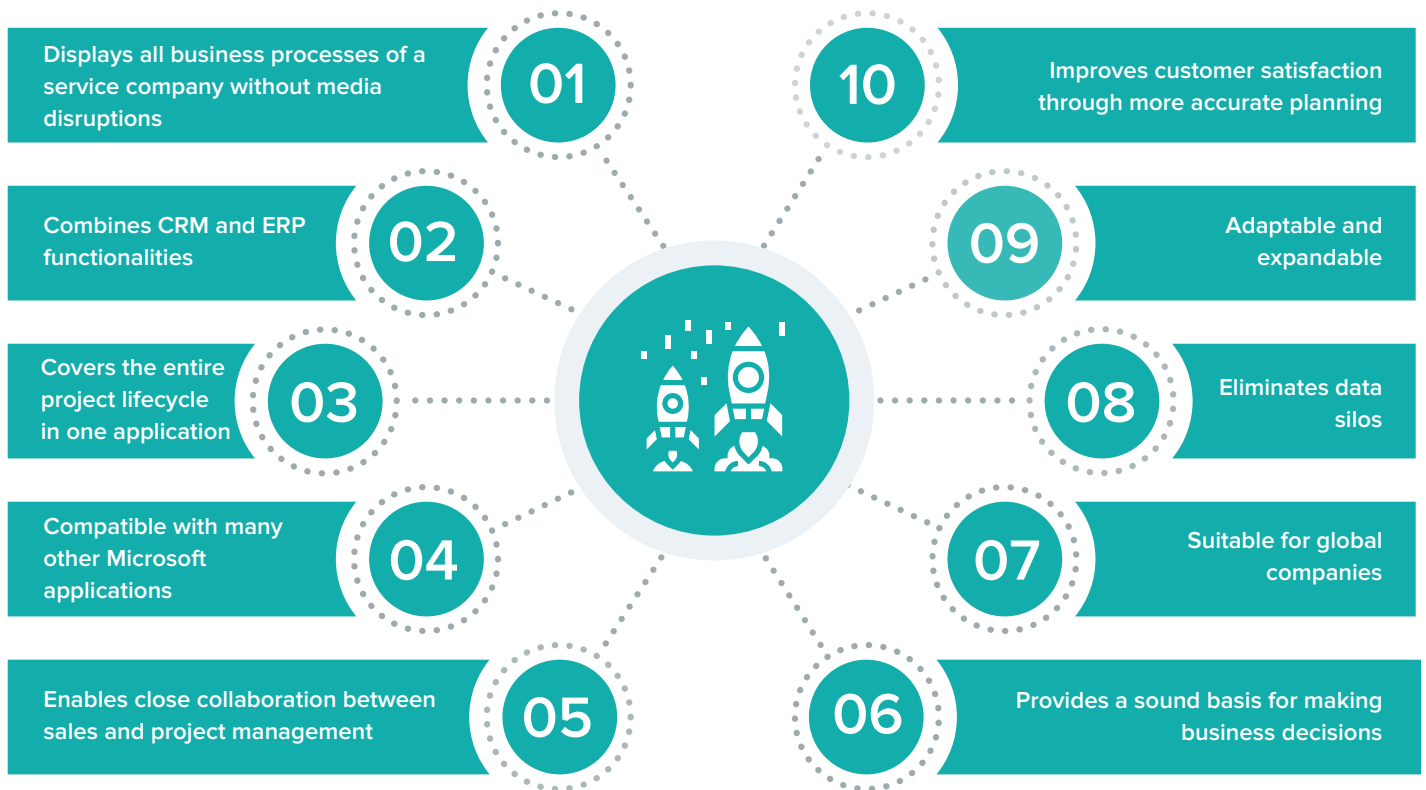 01
Displays all business processes of a
service company without media
disruptions
02
Combines CRM and ERP
functionalities
03
Covers the entire
project lifecycle
in one application
04
Compatible with many
other Microsoft
applications
05
Enables close collaboration between
sales and project management
06
Provides a sound basis for making
business decisions
07
Suitable for global
companies
08
Eliminates data
silos
09
Adaptable and
expandable
10
Improves customer satisfaction
through more accurate planning